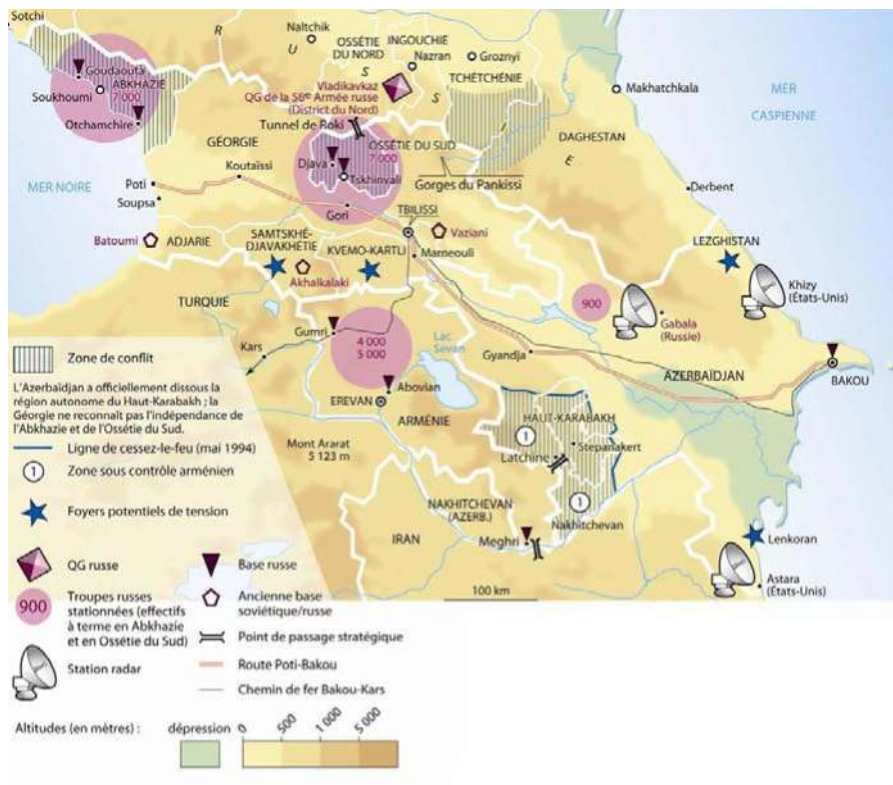 Sotchi
Naltchik
R
U
S
S
I
E
OSSÉTIE
DU NORD
INGOUCHIE
Nazran
Groznyï
TCHÉTCHÉNIE
Goudaouta
ABKHAZIE
7 000
Soukhoumi
Otchamchire
Vladikavkaz
QG de la 58e Armée russe
(District du Nord)
Tunnel de Roki
Makhatchkala
MER
CASPIENNE
DAGHESTAN
GÉORGIE
OSSÉTIE DU SUD
7 000
Djava
Tskhinvali
Gorges du Pankissi
Koutaïssi
MER NOIRE
Poti
Soupsa
Derbent
Gori
TBILISSI
Vaziani
Batoumi
ADJARIE
SAMTSKHÉ-
DJAVAKHÉTIE
KVEMO-KARTLI
Marneouli
LEZGHISTAN
Akhalkalaki
TURQUIE
900
Khizy
(États-Unis)
Gabala
(Russie)
Gumri
4 000
5 000
Kars
Lac
Sevan
Gyandja
AZERBAÏDJAN
BAKOU
Abovian
EREVAN
ARMÉNIE
HAUT-KARABAKH
1
Stepanakert
Latchine
Mont Ararat
5 123 m
1
NAKHITCHEVAN
(AZERB.)
Nakhitchevan
IRAN
Meghri
Lenkoran
Astara
(États-Unis)
100 km
Zone de conflit
L'Azerbaïdjan a officiellement dissous la
région autonome du Haut-Karabakh ; la
Géorgie ne reconnaît pas l'indépendance de
l'Abkhazie et de l'Ossétie du Sud.
Ligne de cessez-le-feu (mai 1994)
1 Zone sous contrôle arménien
Foyers potentiels de tension
QG russe
900 Troupes russes
stationnées (effectifs
à terme en Abkhazie
et en Ossétie du Sud)
Station radar
Base russe
Ancienne base
soviétique/russe
Point de passage stratégique
Route Poti-Bakou
Chemin de fer Bakou-Kars
Altitudes (en mètres) :
dépression
0
500
1 000
5 000